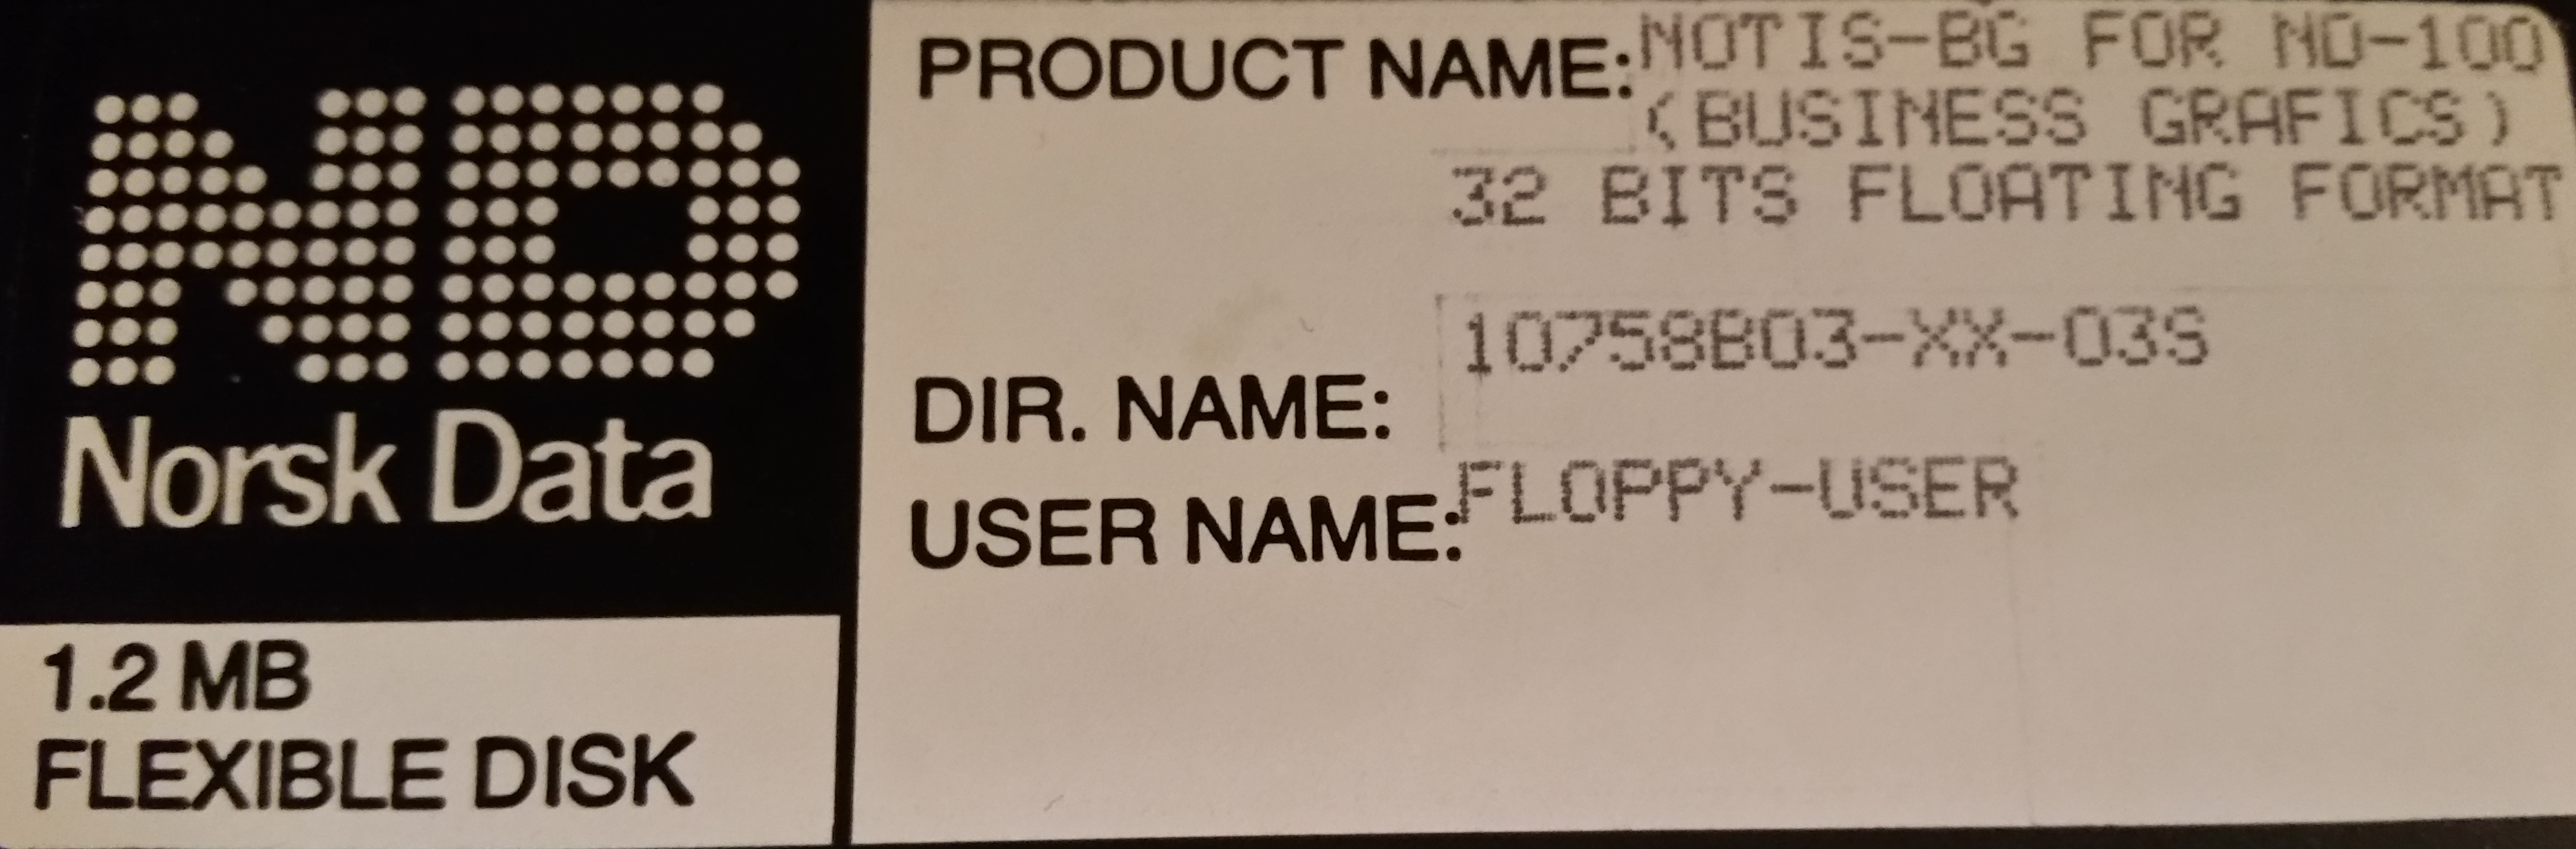 ND
Norsk Data
1.2 MB
FLEXIBLE DISK
PRODUCT NAME: NOTIS-BG FOR ND-100
(BUSINESS GRAFICS)
32 BITS FLOATING FORMAT
DIR. NAME: 10758B03-XX-03S
USER NAME: FLOPPY-USER